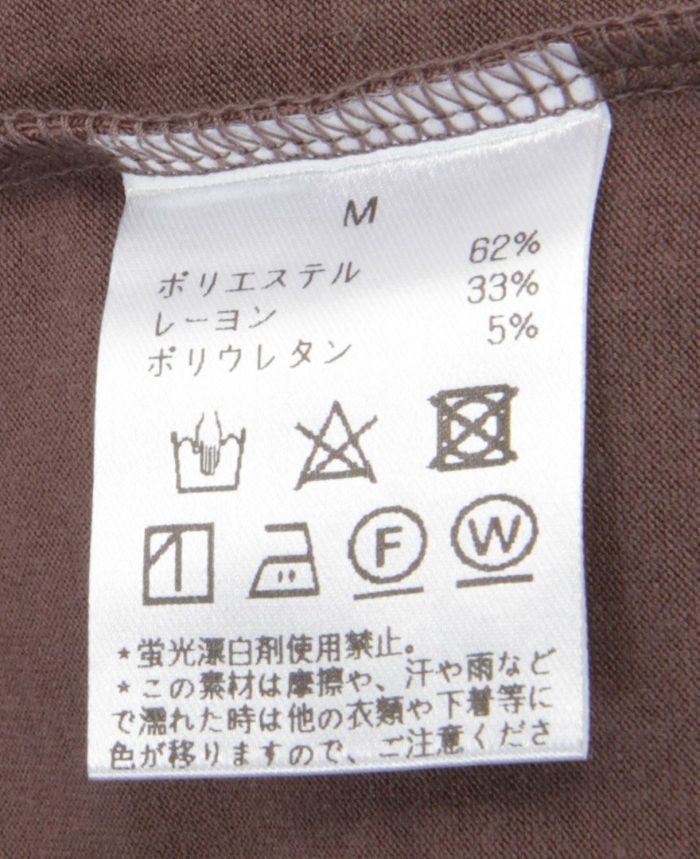 M
ポリエステル 62%
レーヨン 33%
ポリウレタン 5%
F W
*蛍光漂白剤使用禁止。
*この素材は摩擦や、汗や雨など
で濡れた時は他の衣類や下着等に
色が移りますので、ご注意くださ